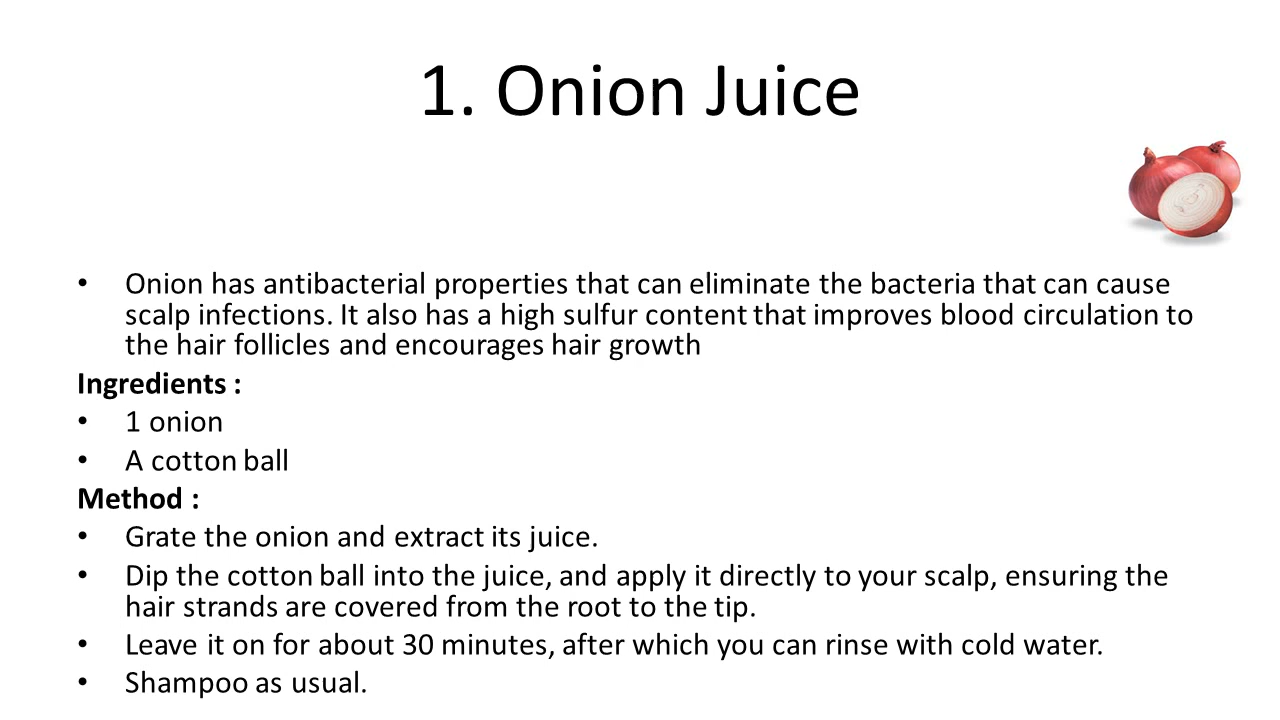 1. Onion Juice
• Onion has antibacterial properties that can eliminate the bacteria that can cause
scalp infections. It also has a high sulfur content that improves blood circulation to
the hair follicles and encourages hair growth
Ingredients :
• 1 onion
• A cotton ball
Method :
• Grate the onion and extract its juice.
• Dip the cotton ball into the juice, and apply it directly to your scalp, ensuring the
hair strands are covered from the root to the tip.
• Leave it on for about 30 minutes, after which you can rinse with cold water.
• Shampoo as usual.